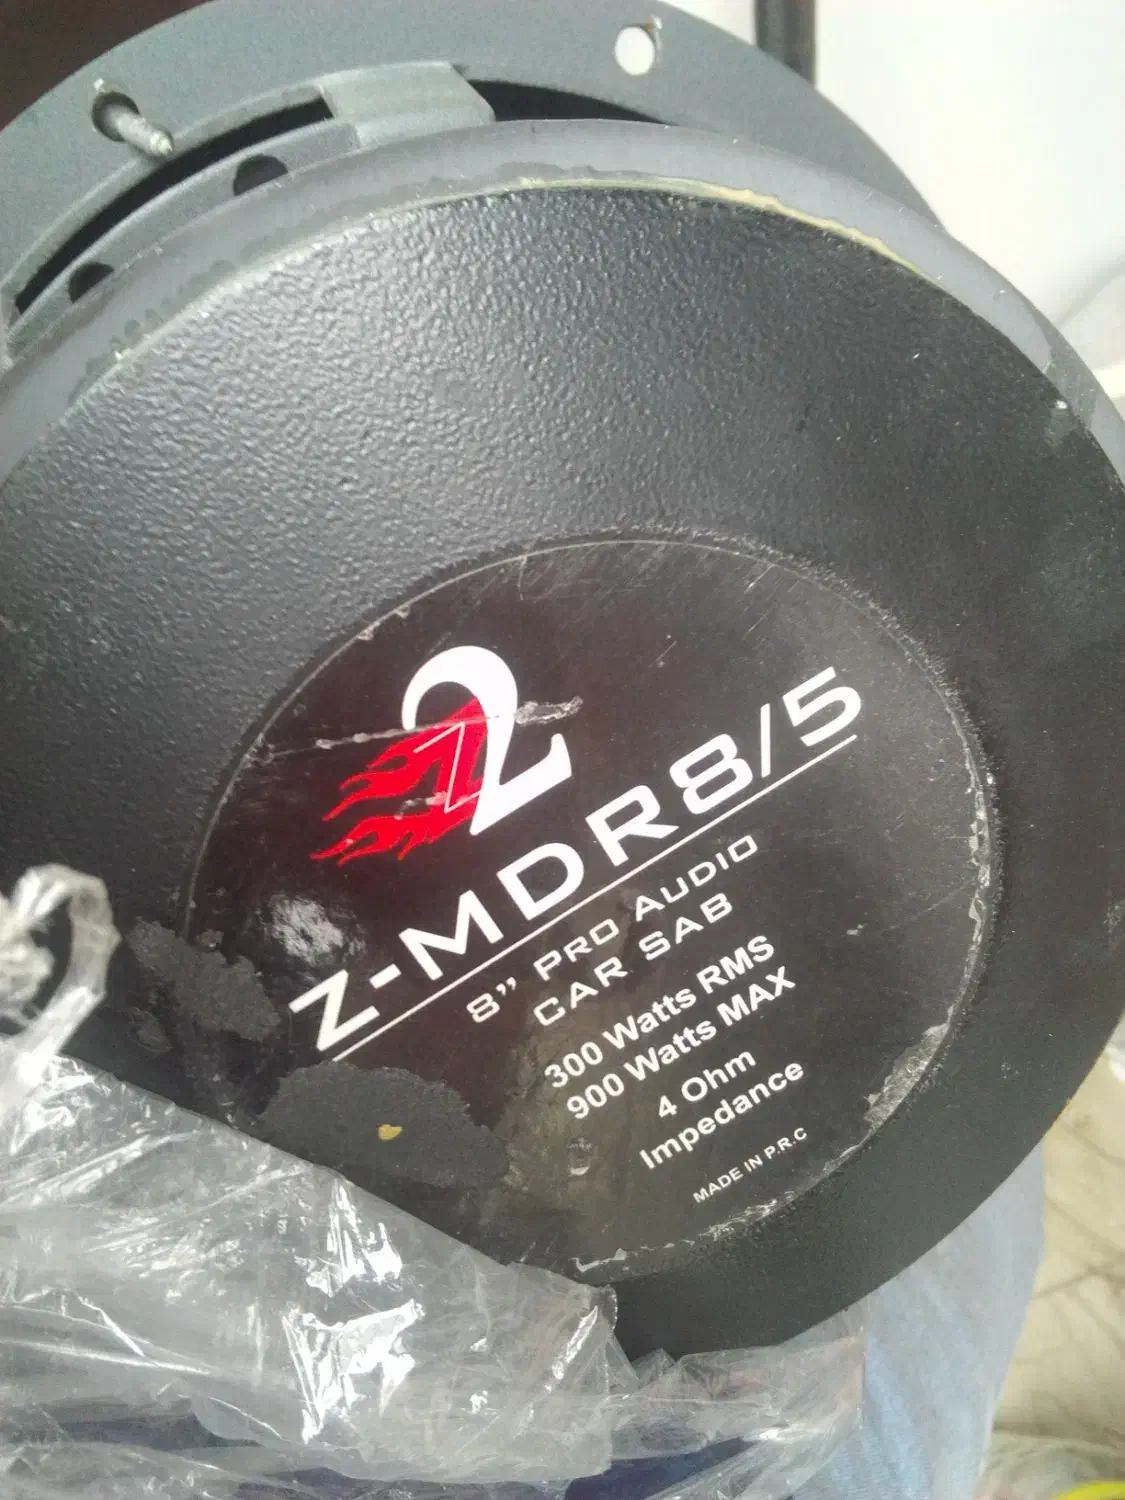 2
Z
Z-MDR8/5
8” PRO AUDIO
CAR SAB
300 Watts RMS
900 Watts MAX
4 Ohm
Impedance
MADE IN P.R.C